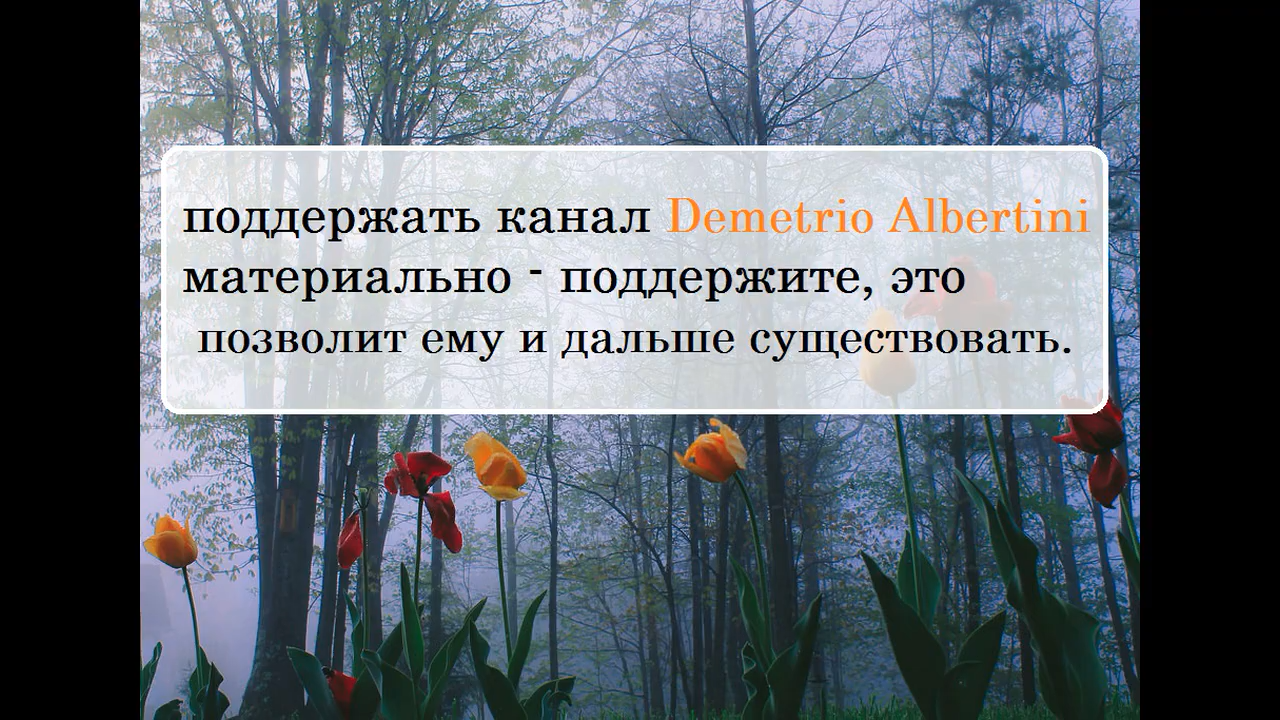 поддержать канал Demetrio Albertini
материально - поддержите, это
позволит ему и дальше существовать.